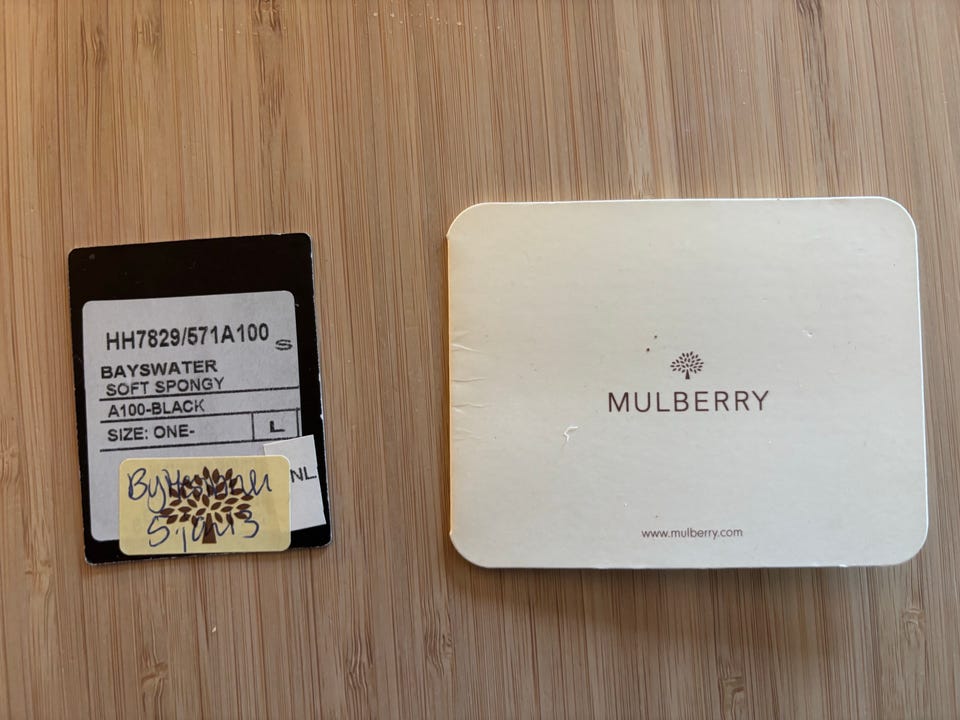 HH7829/571A100 S
BAYSWATER
SOFT SPONGY
A100-BLACK
SIZE: ONE- L
NL
MULBERRY
www.mulberry.com